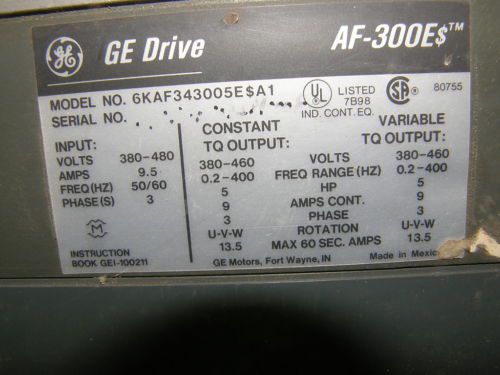 GE GE Drive AF-300E$™
MODEL NO. 6KAF343005E$A1
SERIAL NO.
UL LISTED 7B98 IND. CONT. EQ.
SA 80755
INPUT:
VOLTS 380-480
AMPS 9.5
FREQ(HZ) 50/60
PHASE(S) 3
CONSTANT TQ OUTPUT: VARIABLE TQ OUTPUT:
380-460 VOLTS 380-460
0.2-400 FREQ RANGE (HZ) 0.2-400
5 HP 5
9 AMPS CONT. 9
3 PHASE 3
U-V-W ROTATION U-V-W
13.5 MAX 60 SEC. AMPS 13.5
INSTRUCTION
BOOK GEI-100211
GE Motors, Fort Wayne, IN
Made in Mexico